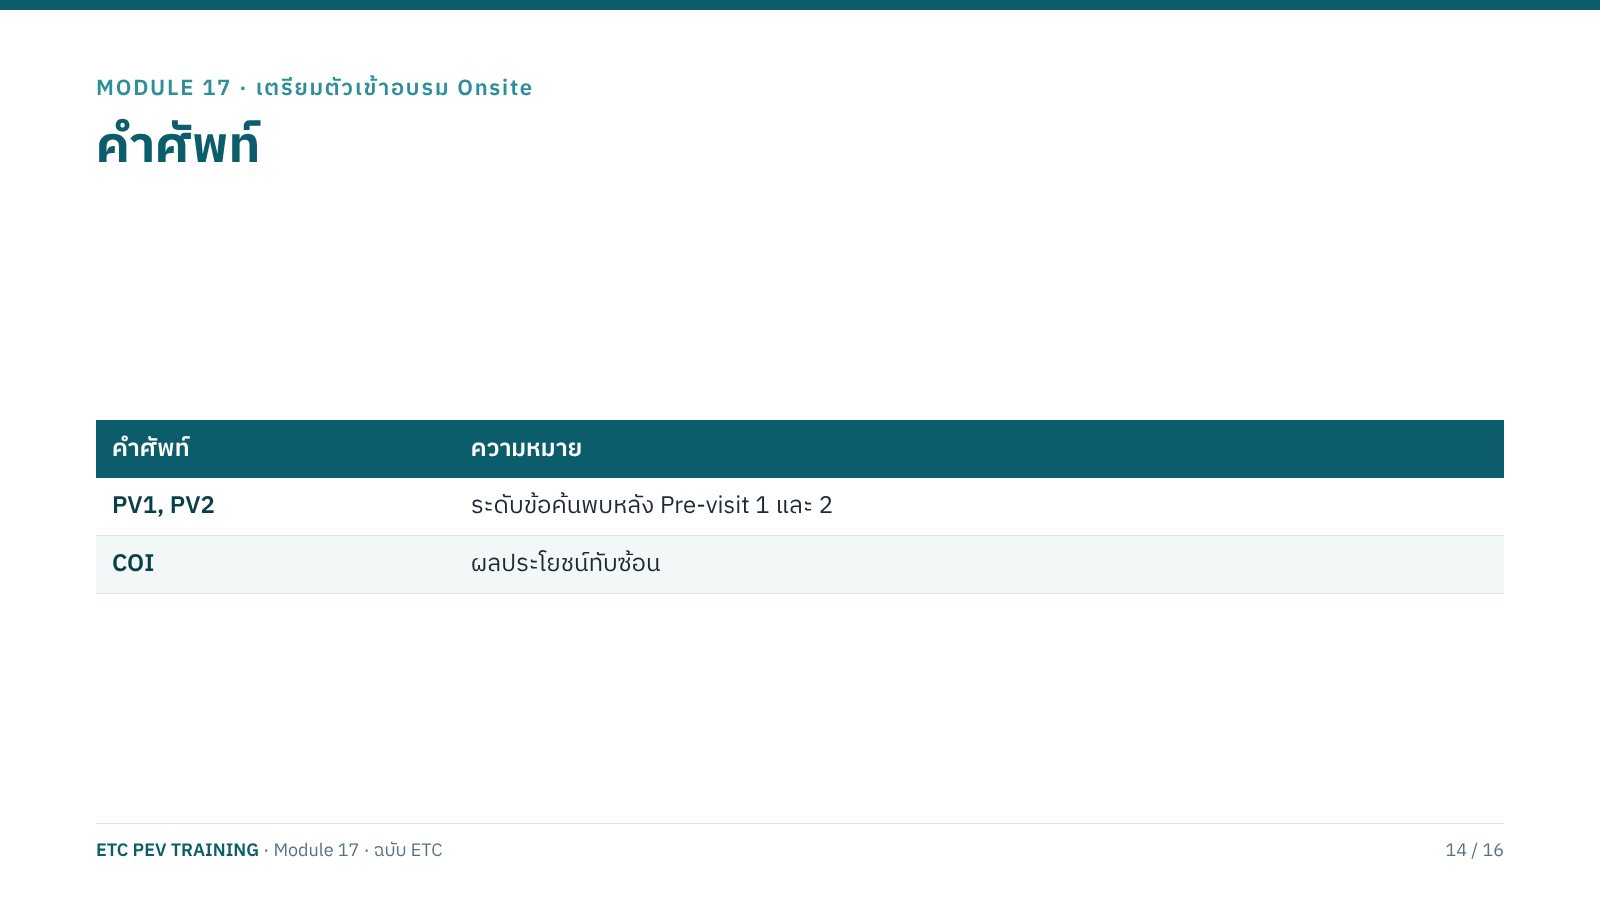 MODULE 17 · เตรียมตัวเข้าอบรม Onsite
คำศัพท์
คำศัพท์ ความหมาย
PV1, PV2 ระดับข้อค้นพบหลัง Pre-visit 1 และ 2
COI ผลประโยชน์ทับซ้อน
ETC PEV TRAINING · Module 17 · ฉบับ ETC 14 / 16